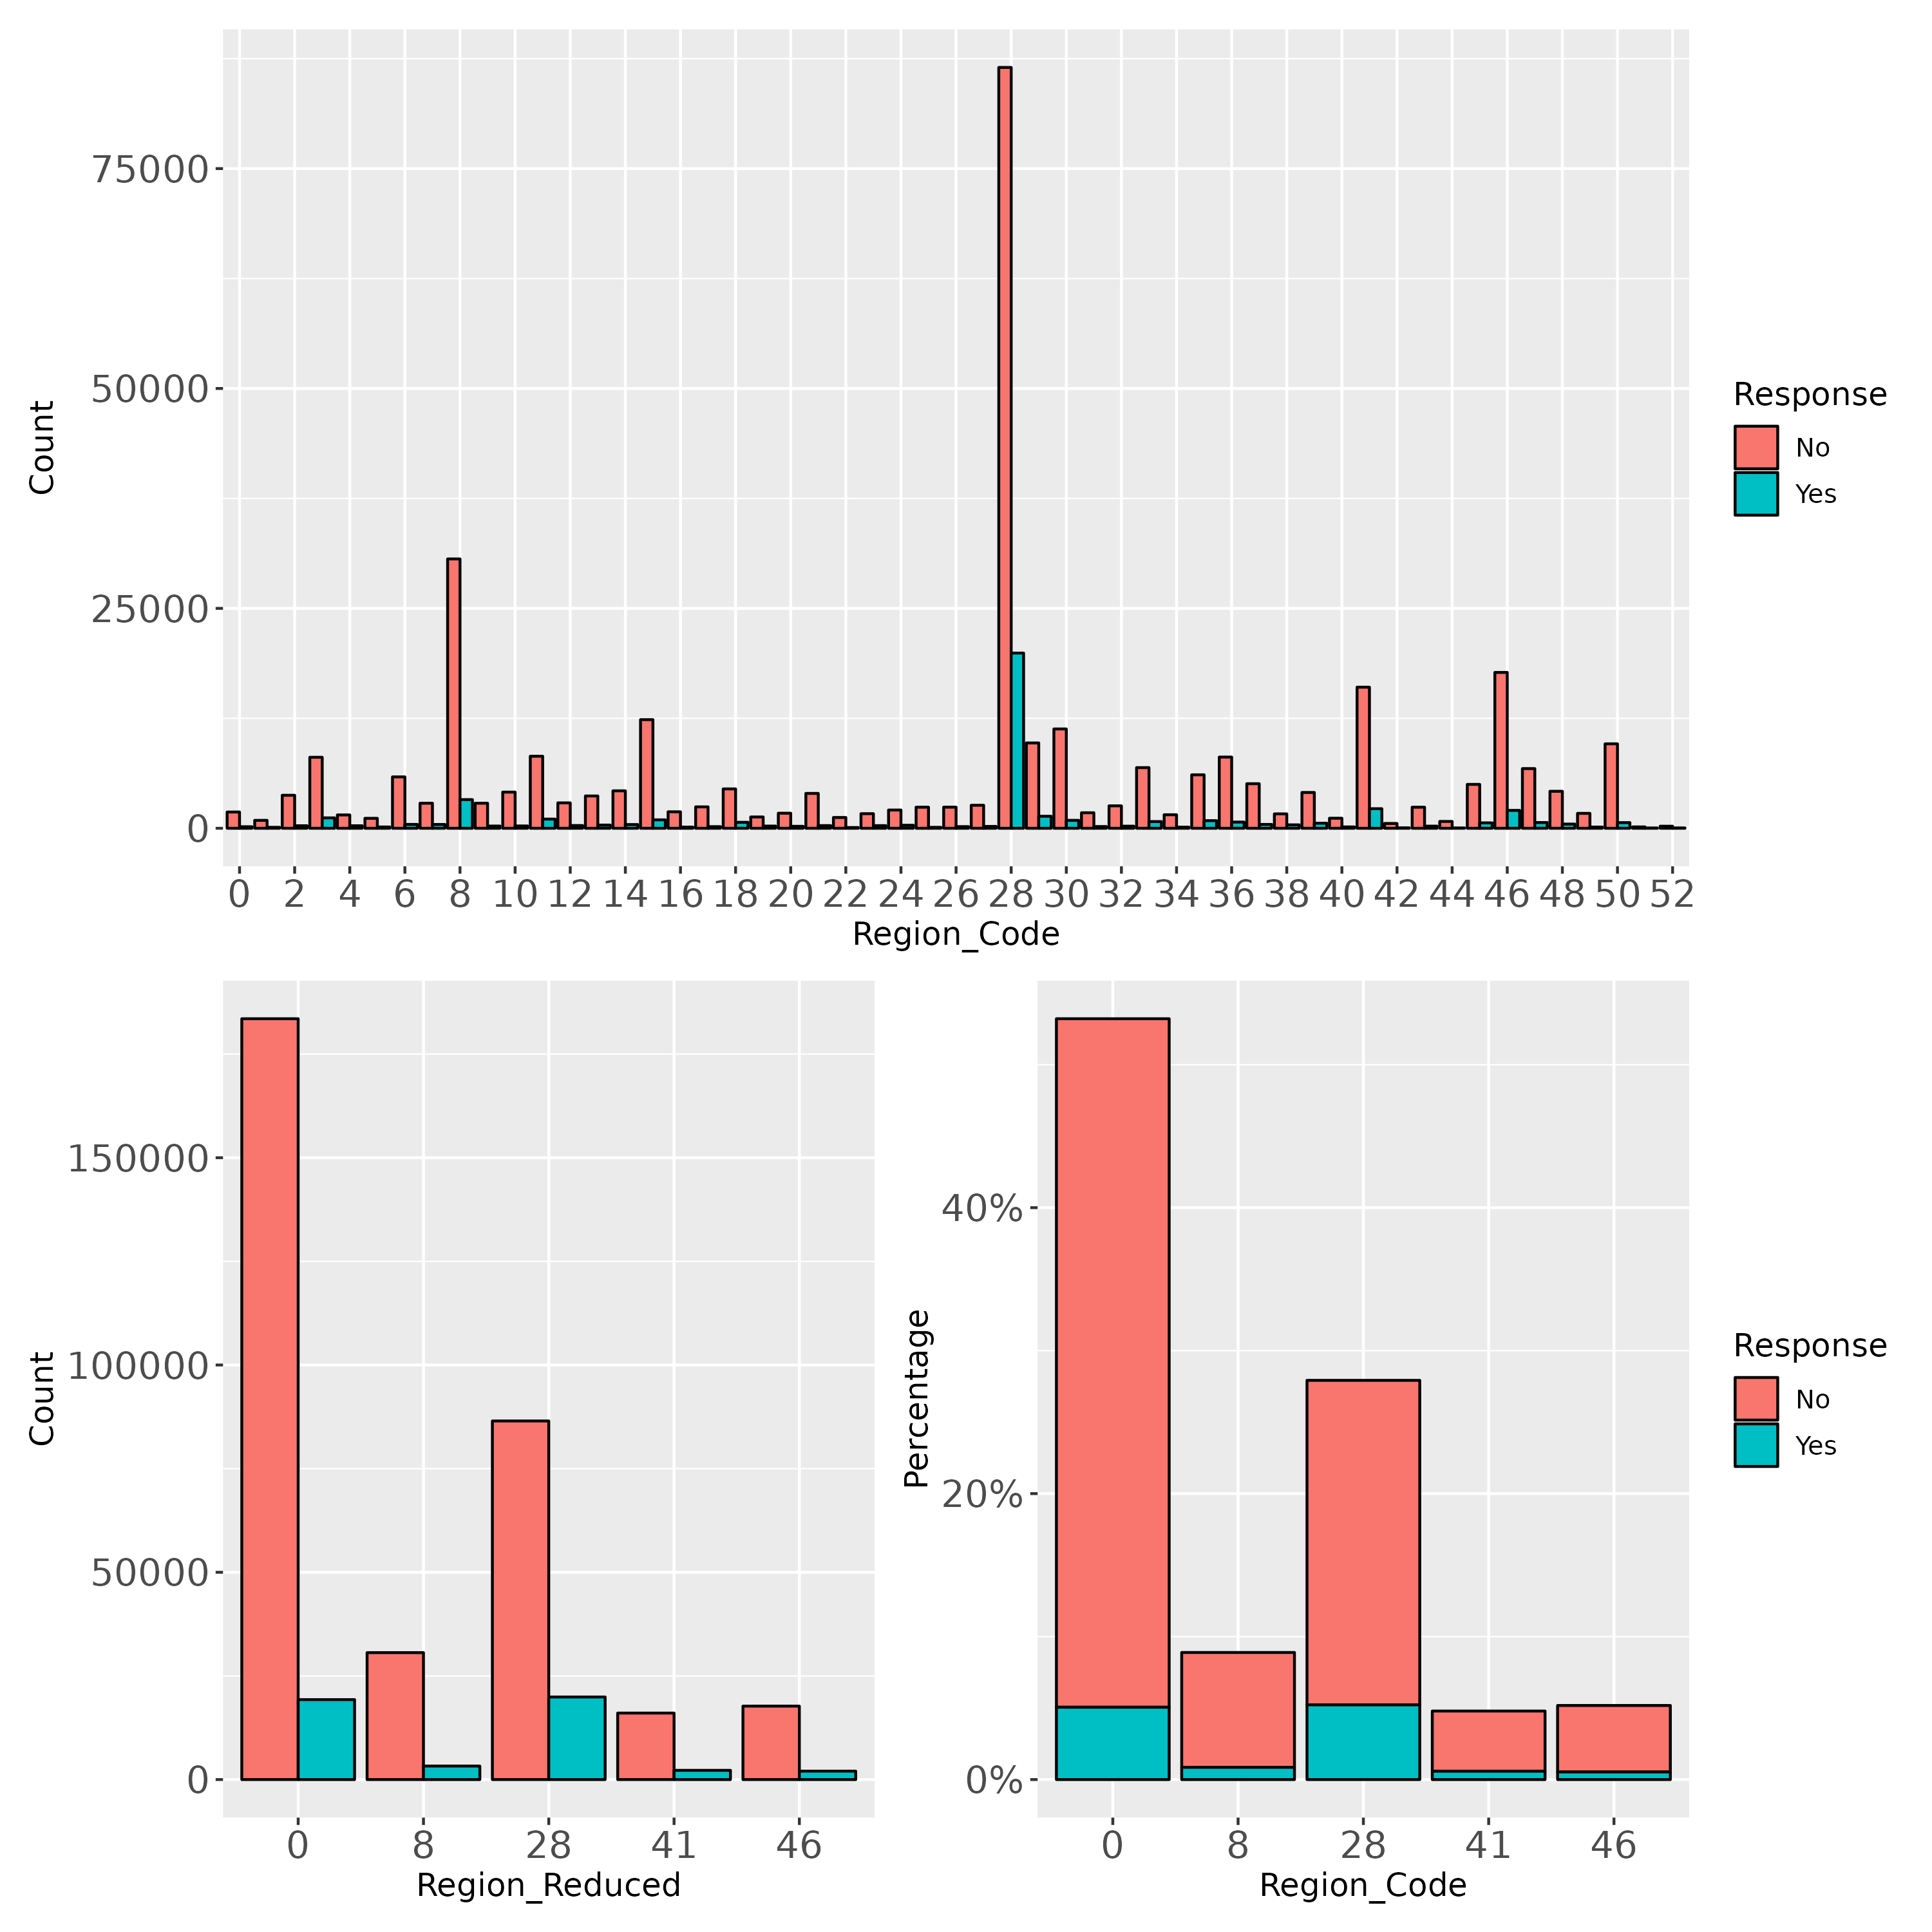 75000
50000
25000
0
Count
0 2 4 6 8 10 12 14 16 18 20 22 24 26 28 30 32 34 36 38 40 42 44 46 48 50 52
Region_Code
Response
No
Yes
150000
100000
50000
0
Count
0 8 28 41 46
Region_Reduced
40%
20%
0%
Percentage
0 8 28 41 46
Region_Code
Response
No
Yes